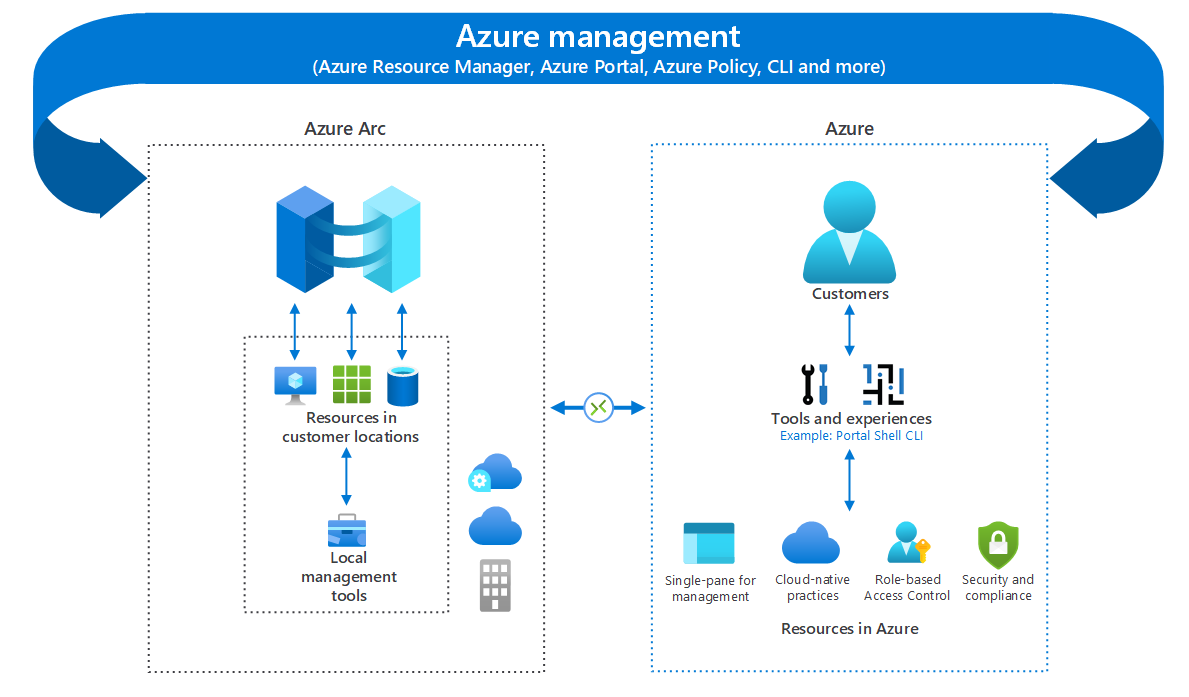 Azure management
(Azure Resource Manager, Azure Portal, Azure Policy, CLI and more)
Azure Arc
Resources in
customer locations
Local
management
tools
Azure
Customers
Tools and experiences
Example: Portal Shell CLI
Single-pane for
management
Cloud-native
practices
Role-based
Access Control
Security and
compliance
Resources in Azure